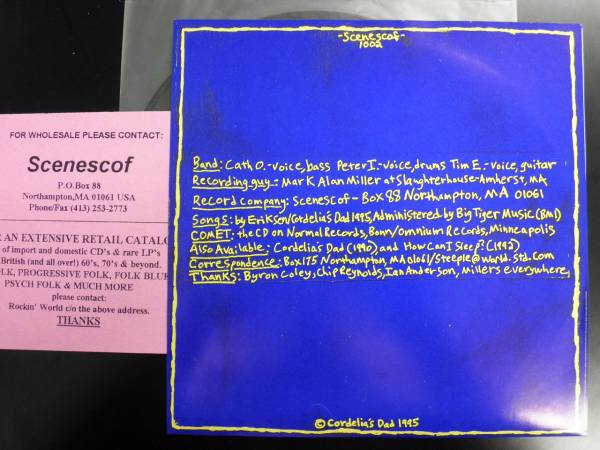 -Scenescof-
1002
Band: Cath O.-voice, bass Peter I.-voice, drums Tim E.-voice, guitar
Recording guy-: Mark Alan Miller at Slaughterhouse-Amherst, MA
Record company: Scenescof - Box 88 Northampton, MA 01061
Songs: by Erikson/Cordelia's Dad 1995, Administered by Big Tiger Music (BMI)
COMET: the CD on Normal Records, Bonn/Omnium Records, Minneapolis
Also Available: Cordelia's Dad (1990), and How Can I Sleep? (1992)
Correspondence: Box 175 Northampton, MA 01061/steeple@world.std.com
Thanks: Byron Coley, Chip Reynolds, Ian Anderson, Millers everywhere
© Cordelia's Dad 1995
FOR WHOLESALE PLEASE CONTACT:
Scenescof
P.O.Box 88
Northampton,MA 01061 USA
Phone/Fax (413) 253-2773
AN EXTENSIVE RETAIL CATALO
of import and domestic CD's & rare LP's
British (and all over!) 60's, 70's & beyond.
LK, PROGRESSIVE FOLK, FOLK BLUE
PSYCH FOLK & MUCH MORE
please contact:
Rockin' World c/o the above address.
THANKS